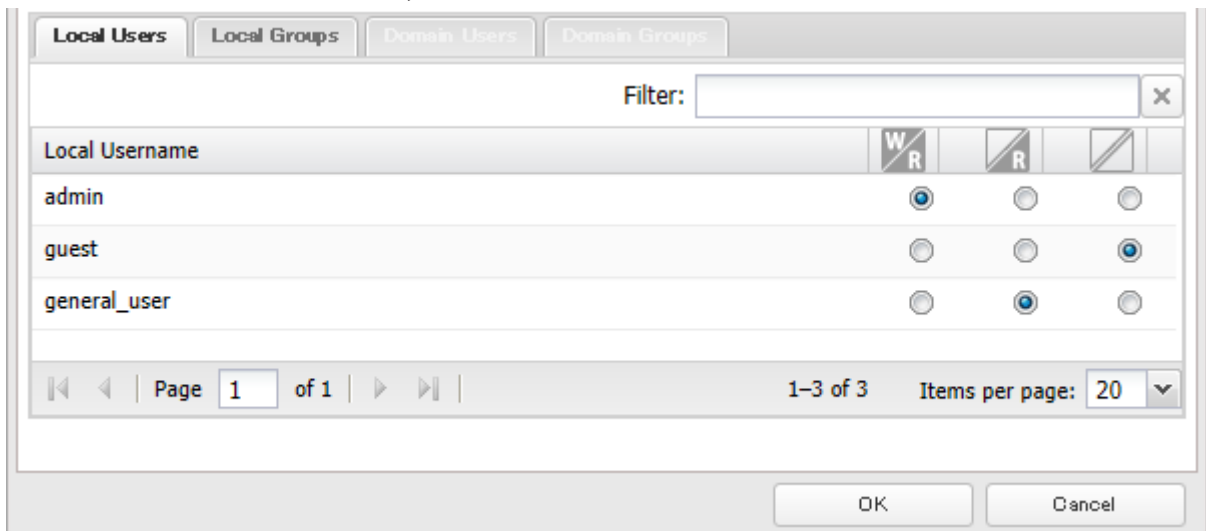 Local Users Local Groups Domain Users Domain Groups
Filter:
Local Username W/R R
admin
guest
general_user
Page 1 of 1 1–3 of 3 Items per page: 20
OK Cancel